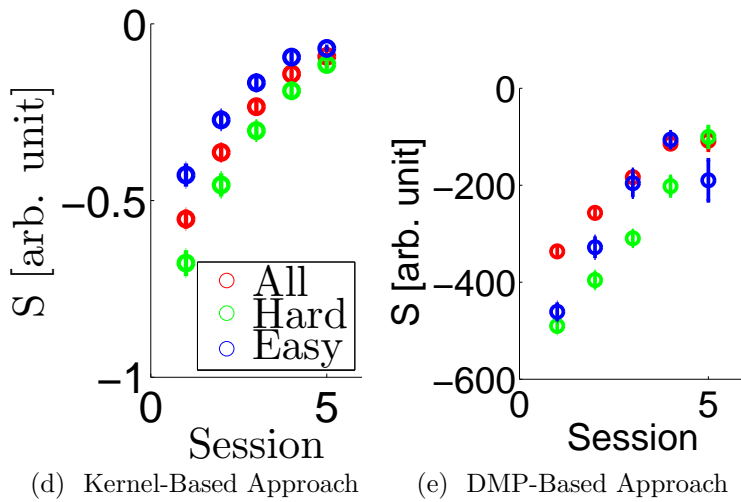 0
−0.5
−1
S [arb. unit]
0
5
Session
All
Hard
Easy
(d) Kernel-Based Approach
0
−200
−400
−600
S [arb. unit]
0
5
Session
(e) DMP-Based Approach